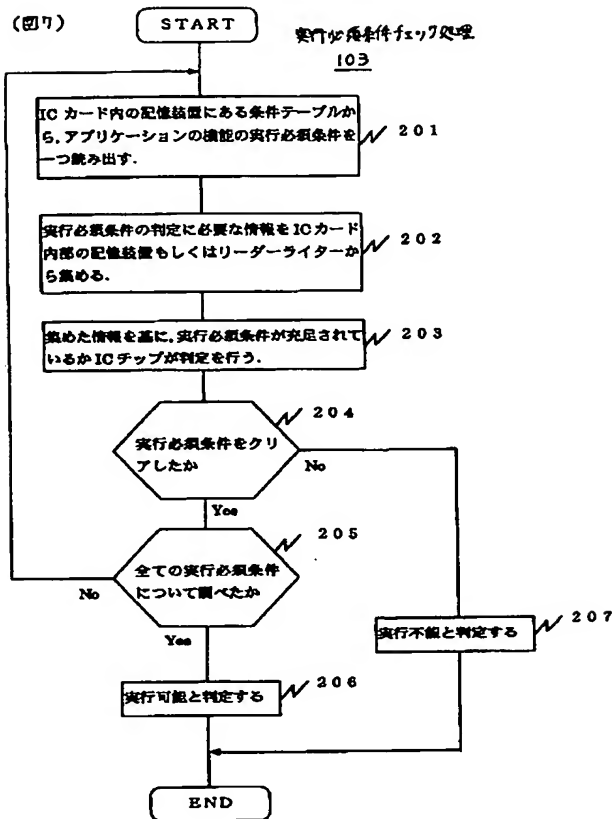 (図7)
START
実行必須条件チェック処理
103
ICカード内の記憶装置にある条件テーブルか
ら,アプリケーションの機能の実行必須条件を
一つ読み出す.
201
実行必須条件の判定に必要な情報をICカード
内部の記憶装置もしくはリーダーライターか
ら集める.
202
集めた情報を基に,実行必須条件が充足されて
いるかICチップが判定を行う.
203
204
実行必須条件をクリ
アしたか
No
Yes
205
全ての実行必須条件
について調べたか
No
Yes
207
実行不能と判定する
206
実行可能と判定する
END